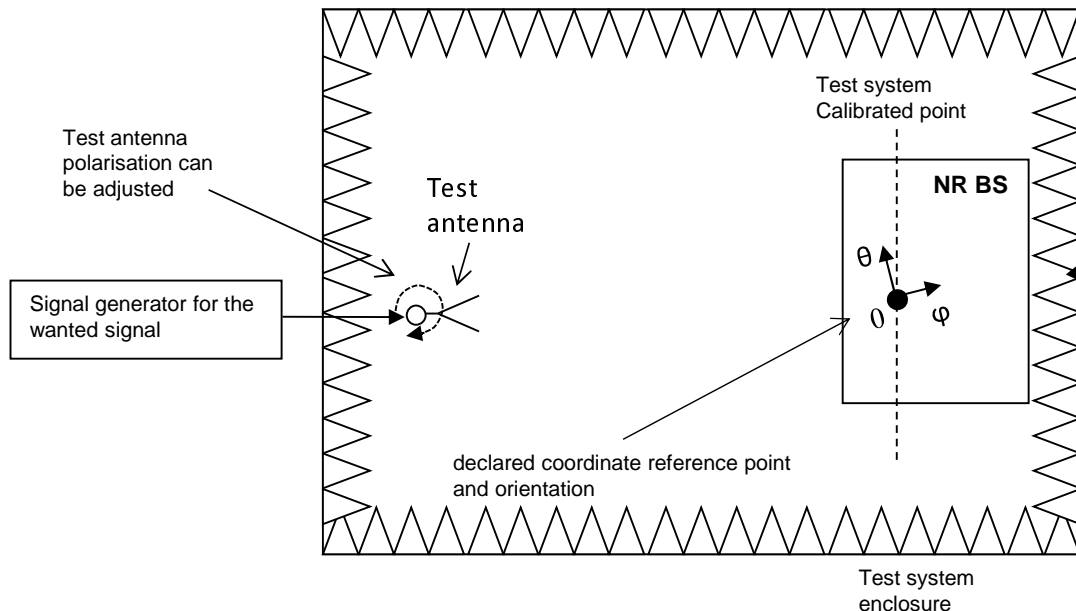 Test system
Calibrated point
Test antenna
polarisation can
be adjusted
Test
antenna
NR BS
θ
Signal generator for the
wanted signal
0
φ
declared coordinate reference point
and orientation
Test system
enclosure